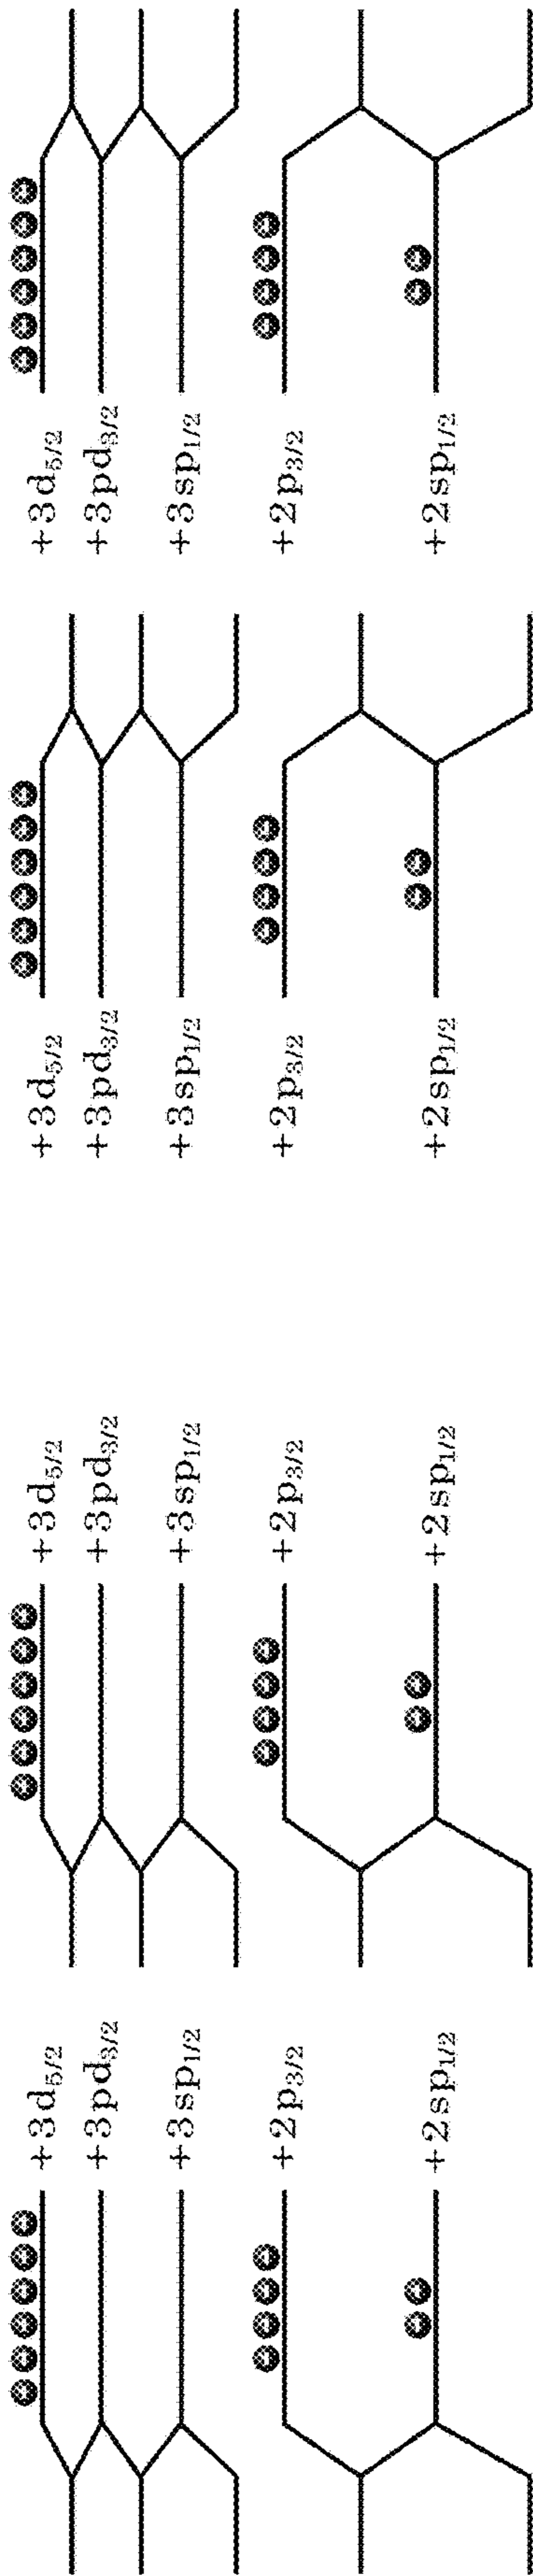 +3d₅/₂
+3pd₃/₂
+3sp₁/₂
+2p₃/₂
+2sp₁/₂
+3d₅/₂
+3pd₃/₂
+3sp₁/₂
+2p₃/₂
+2sp₁/₂
+3d₅/₂
+3pd₃/₂
+3sp₁/₂
+2p₃/₂
+2sp₁/₂
+3d₅/₂
+3pd₃/₂
+3sp₁/₂
+2p₃/₂
+2sp₁/₂